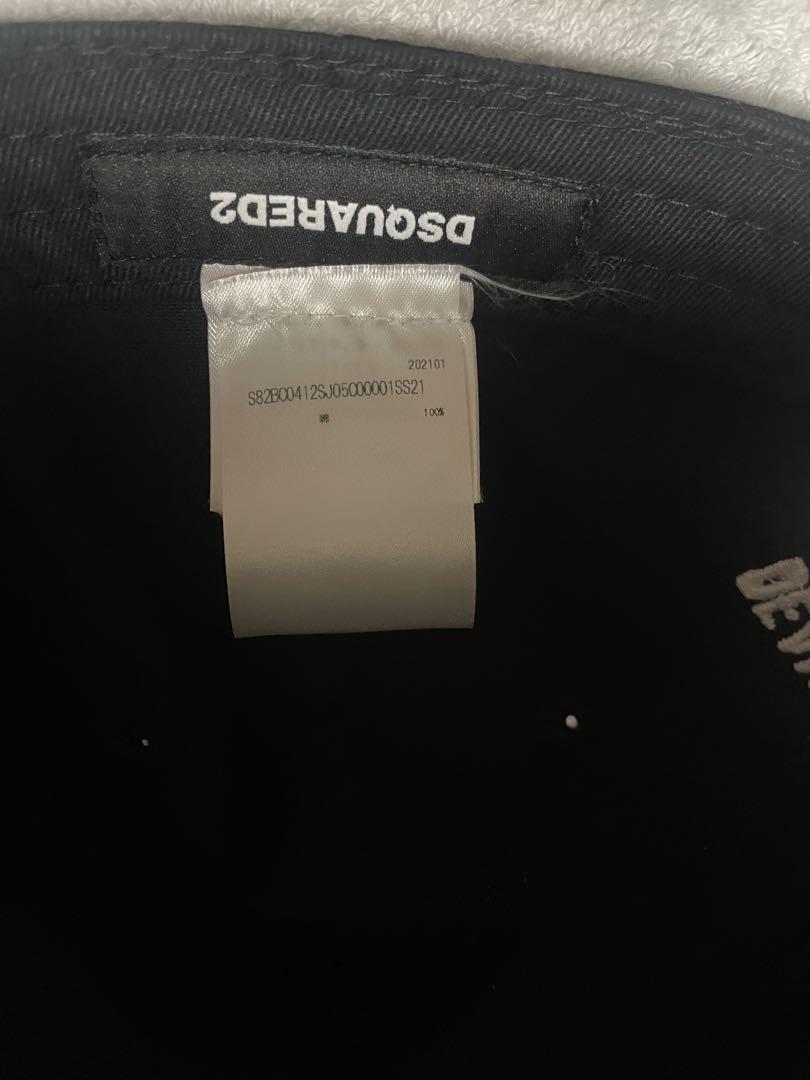 DSQUARED2
202101
S82BC0412SJ05C00001SS21
綿 100%